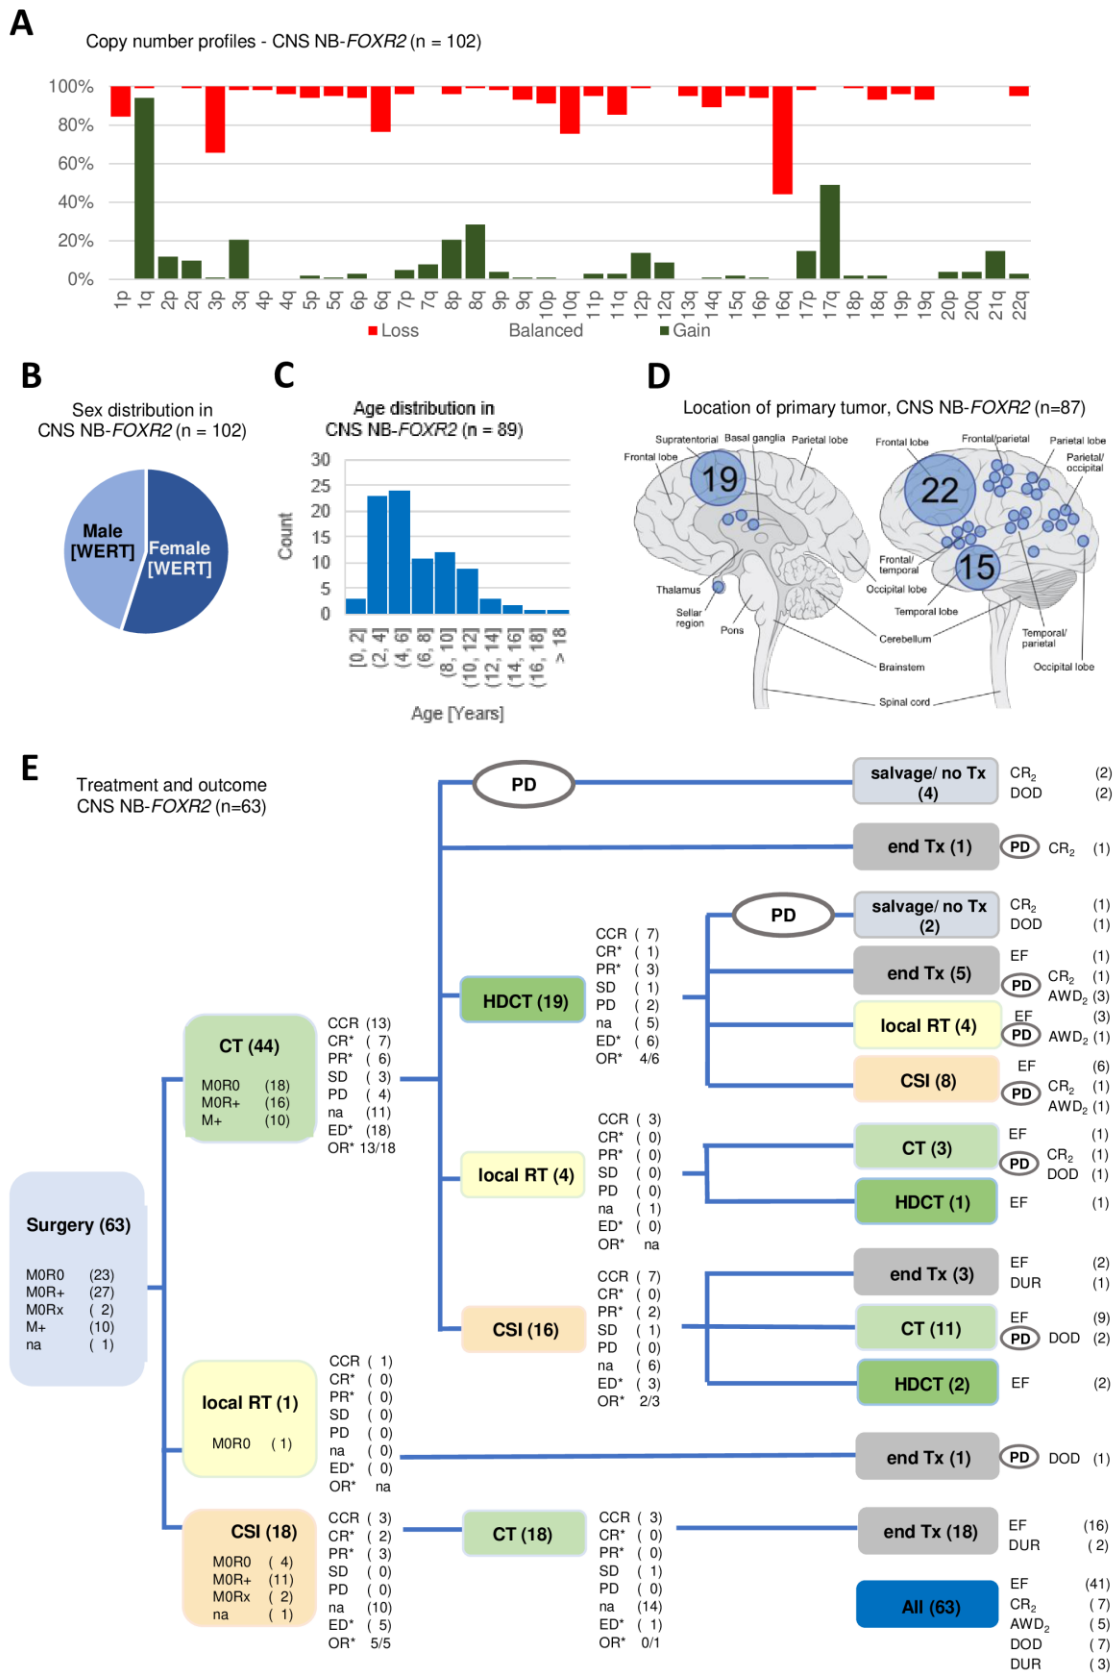 A
Copy number profiles - CNS NB-FOXR2 (n = 102)
100%
80%
60%
40%
20%
0%
1p 1q 2p 2q 3p 3q 4p 4q 5p 5q 6p 6q 7p 7q 8p 8q 9p 9q 10p 10q 11p 11q 12p 12q 13q 14q 15q 16p 16q 17p 17q 18p 18q 19p 19q 20p 20q 21q 22q
Loss Balanced Gain
B
Sex distribution in
CNS NB-FOXR2 (n = 102)
Male
[WERT]
Female
[WERT]
C
Age distribution in
CNS NB-FOXR2 (n = 89)
Count
30
25
20
15
10
5
0
[0, 2] (2, 4] (4, 6] (6, 8] (8, 10] (10, 12] (12, 14] (14, 16] (16, 18] > 18
Age [Years]
D
Location of primary tumor, CNS NB-FOXR2 (n=87)
Supratentorial Basal ganglia Parietal lobe
Frontal lobe
19
Thalamus
Sellar
region
Pons
Occipital lobe
Frontal lobe
Frontal/parietal
Parietal lobe
Parietal/
occipital
22
Frontal/
temporal
15
Temporal lobe
Cerebellum
Temporal/
parietal
Occipital lobe
Brainstem
Spinal cord
E
Treatment and outcome
CNS NB-FOXR2 (n=63)
Surgery (63)
M0R0 (23)
M0R+ (27)
M0Rx ( 2)
M+ (10)
na ( 1)
CT (44)
M0R0 (18)
M0R+ (16)
M+ (10)
CCR (13)
CR* ( 7)
PR* ( 6)
SD ( 3)
PD ( 4)
na (11)
ED* (18)
OR* 13/18
local RT (1)
M0R0 ( 1)
CCR ( 1)
CR* ( 0)
PR* ( 0)
SD ( 0)
PD ( 0)
na ( 0)
ED* ( 0)
OR* na
CSI (18)
M0R0 ( 4)
M0R+ (11)
M0Rx ( 2)
na ( 1)
CCR ( 3)
CR* ( 2)
PR* ( 3)
SD ( 0)
PD ( 0)
na (10)
ED* ( 5)
OR* 5/5
PD
salvage/ no Tx
(4)
CR2 (2)
DOD (2)
end Tx (1)
PD CR2 (1)
HDCT (19)
CCR ( 7)
CR* ( 1)
PR* ( 3)
SD ( 1)
PD ( 2)
na ( 5)
ED* ( 6)
OR* 4/6
PD
salvage/ no Tx
(2)
CR2 (1)
DOD (1)
end Tx (5)
EF (1)
PD CR2 (1)
AWD2 (3)
local RT (4)
EF (3)
PD AWD2 (1)
CSI (8)
EF (6)
PD CR2 (1)
AWD2 (1)
local RT (4)
CCR ( 3)
CR* ( 0)
PR* ( 0)
SD ( 0)
PD ( 0)
na ( 1)
ED* ( 0)
OR* na
CT (3)
EF (1)
PD CR2 (1)
DOD (1)
HDCT (1)
EF (1)
CSI (16)
CCR ( 7)
CR* ( 0)
PR* ( 2)
SD ( 1)
PD ( 0)
na ( 6)
ED* ( 3)
OR* 2/3
end Tx (3)
EF (2)
DUR (1)
CT (11)
EF (9)
PD DOD (2)
HDCT (2)
EF (2)
end Tx (1)
PD DOD (1)
CT (18)
CCR ( 3)
CR* ( 0)
PR* ( 0)
SD ( 1)
PD ( 0)
na (14)
ED* ( 1)
OR* 0/1
end Tx (18)
EF (16)
DUR ( 2)
All (63)
EF (41)
CR2 ( 7)
AWD2 ( 5)
DOD ( 7)
DUR ( 3)